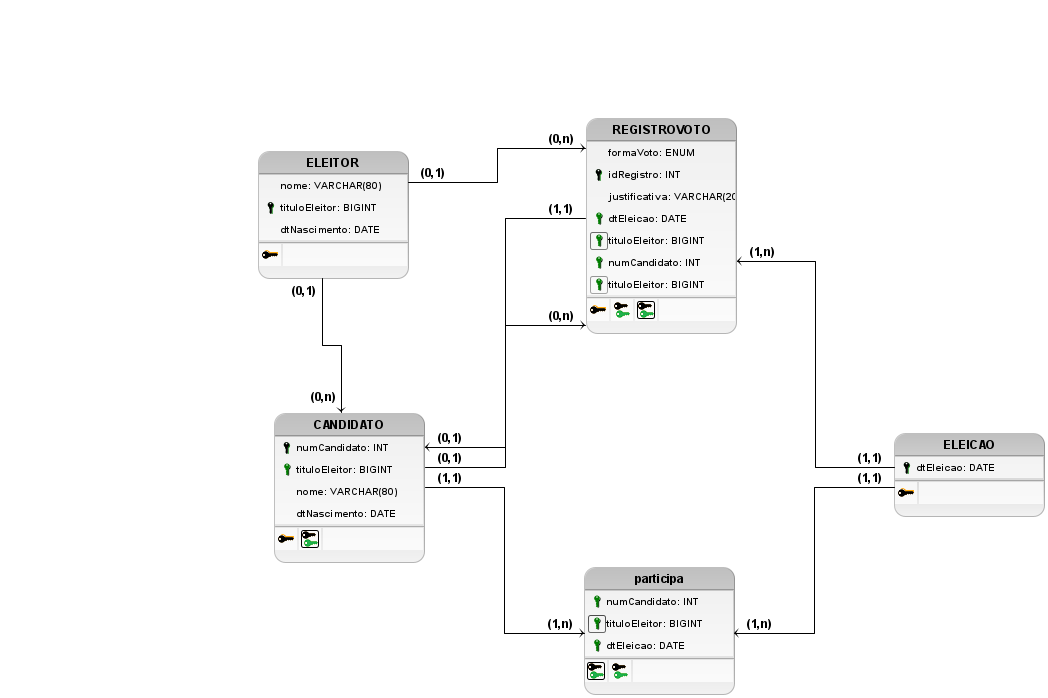 REGISTROVOTO
formaVoto: ENUM
idRegistro: INT
justificativa: VARCHAR(20
dtEleicao: DATE
tituloEleitor: BIGINT
numCandidato: INT
tituloEleitor: BIGINT
(0,n)
(1,1)
(0,n)
(1,n)
ELEITOR
nome: VARCHAR(80)
tituloEleitor: BIGINT
dtNascimento: DATE
(0,1)
(0,1)
(0,n)
CANDIDATO
numCandidato: INT
tituloEleitor: BIGINT
nome: VARCHAR(80)
dtNascimento: DATE
(0,1)
(0,1)
(1,1)
ELEICAO
dtEleicao: DATE
(1,1)
(1,1)
participa
numCandidato: INT
tituloEleitor: BIGINT
dtEleicao: DATE
(1,n)
(1,n)